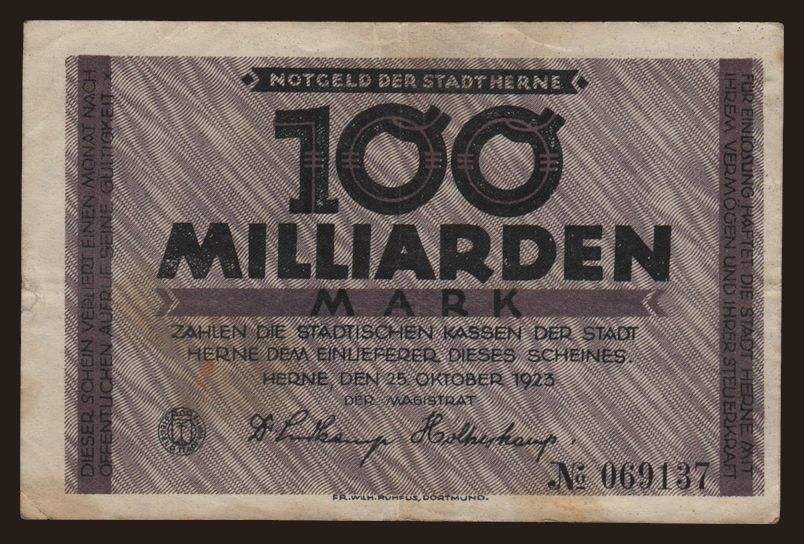 NOTGELD DER STADT HERNE
100
MILLIARDEN
MARK
ZAHLEN DIE STÄDTISCHEN KASSEN DER STADT
HERNE DEM EINLIEFERER DIESES SCHEINES.
HERNE, DEN 25. OKTOBER 1923
DER MAGISTRAT
№ 069137
FR. WILH. RUHFUS, DORTMUND.
DIESER SCHEIN VERLIERT EINEN MONAT NACH
ÖFFENTLICHEN AUFRUF SEINE GÜLTIGKEIT
FÜR EINLÖSUNG HAFTET DIE STADT HERNE MIT
IHREM VERMÖGEN UND IHRER STEUERKRAFT